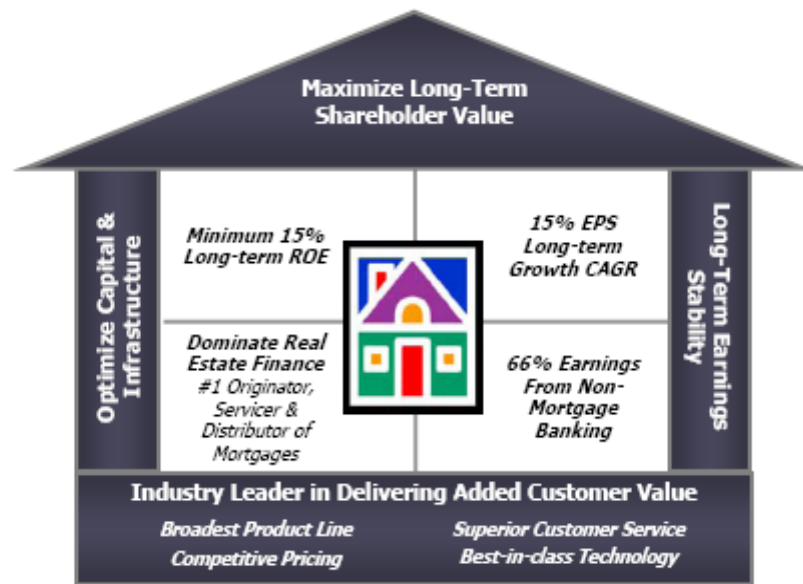 Maximize Long-Term
Shareholder Value
Optimize Capital &
Infrastructure
Minimum 15%
Long-term ROE
15% EPS
Long-term
Growth CAGR
Long-Term Earnings
Stability
Dominate Real
Estate Finance
#1 Originator,
Servicer &
Distributor of
Mortgages
66% Earnings
From Non-
Mortgage
Banking
Industry Leader in Delivering Added Customer Value
Broadest Product Line
Superior Customer Service
Competitive Pricing
Best-in-class Technology